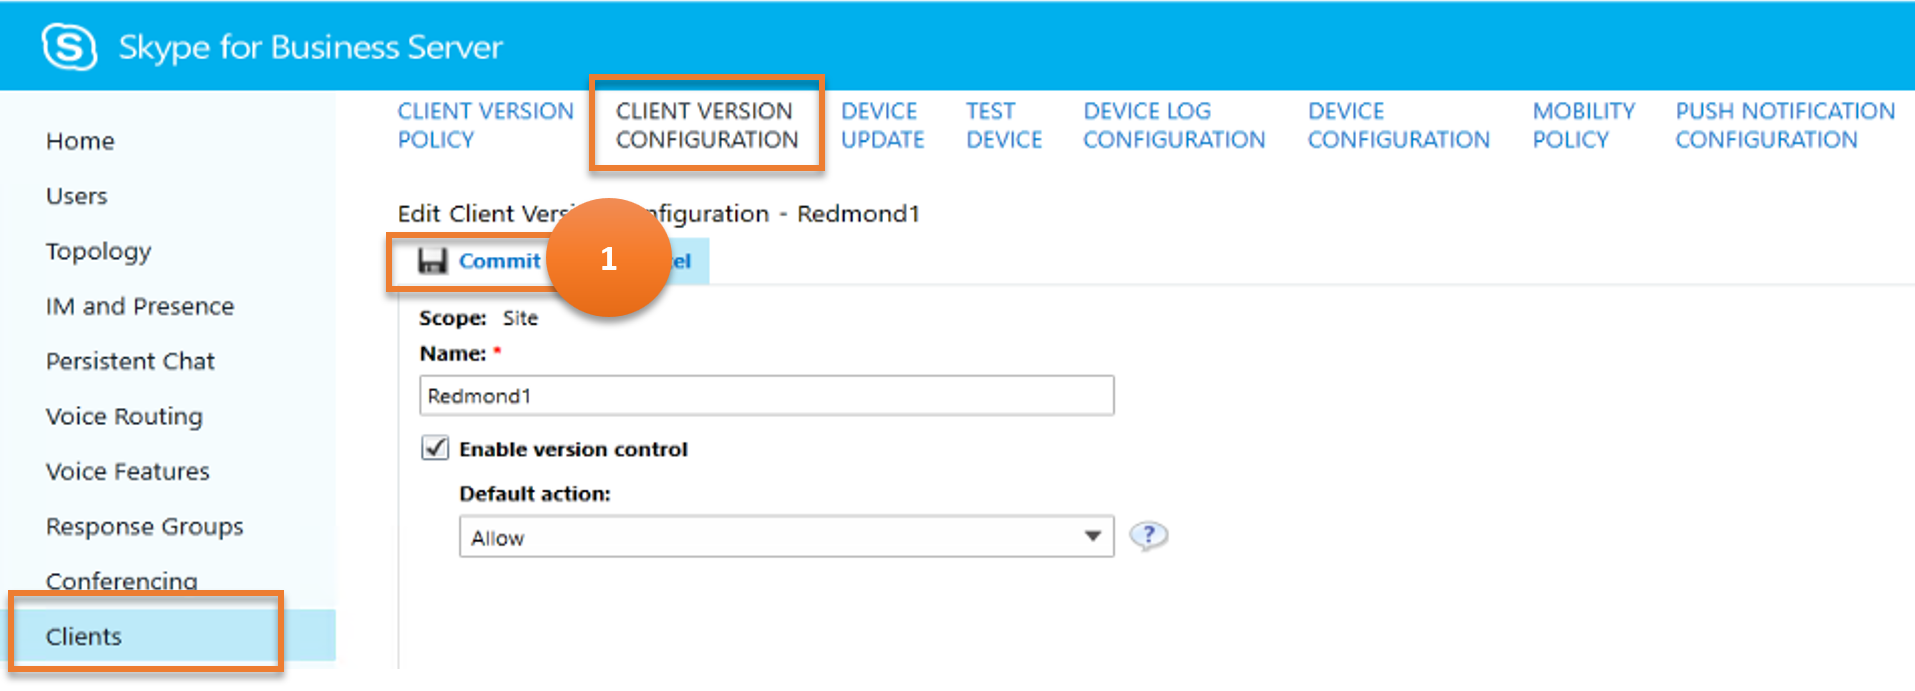 Skype for Business Server
CLIENT VERSION POLICY
CLIENT VERSION CONFIGURATION
DEVICE UPDATE
TEST DEVICE
DEVICE LOG CONFIGURATION
DEVICE CONFIGURATION
MOBILITY POLICY
PUSH NOTIFICATION CONFIGURATION
Home
Users
Topology
IM and Presence
Persistent Chat
Voice Routing
Voice Features
Response Groups
Conferencing
Clients
Edit Client Versi nfiguration - Redmond1
Commit 1 el
Scope: Site
Name: *
Redmond1
Enable version control
Default action:
Allow
?